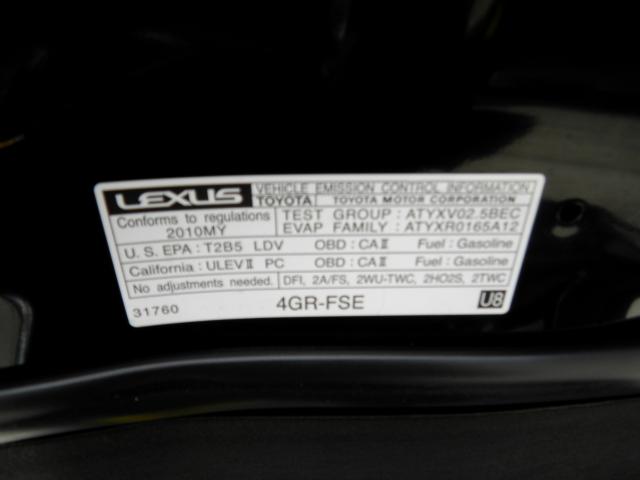 LEXUS VEHICLE EMISSION CONTROL INFORMATION
TOYOTA TOYOTA MOTOR CORPORATION
Conforms to regulations TEST GROUP : ATYXV02.5BEC
2010MY EVAP FAMILY : ATYXR0165A12
U. S. EPA : T2B5 LDV OBD : CAⅡ Fuel : Gasoline
California : ULEVⅡ PC OBD : CAⅡ Fuel : Gasoline
No adjustments needed. DFI, 2A/FS, 2WU-TWC, 2HO2S, 2TWC
31760 4GR-FSE U8